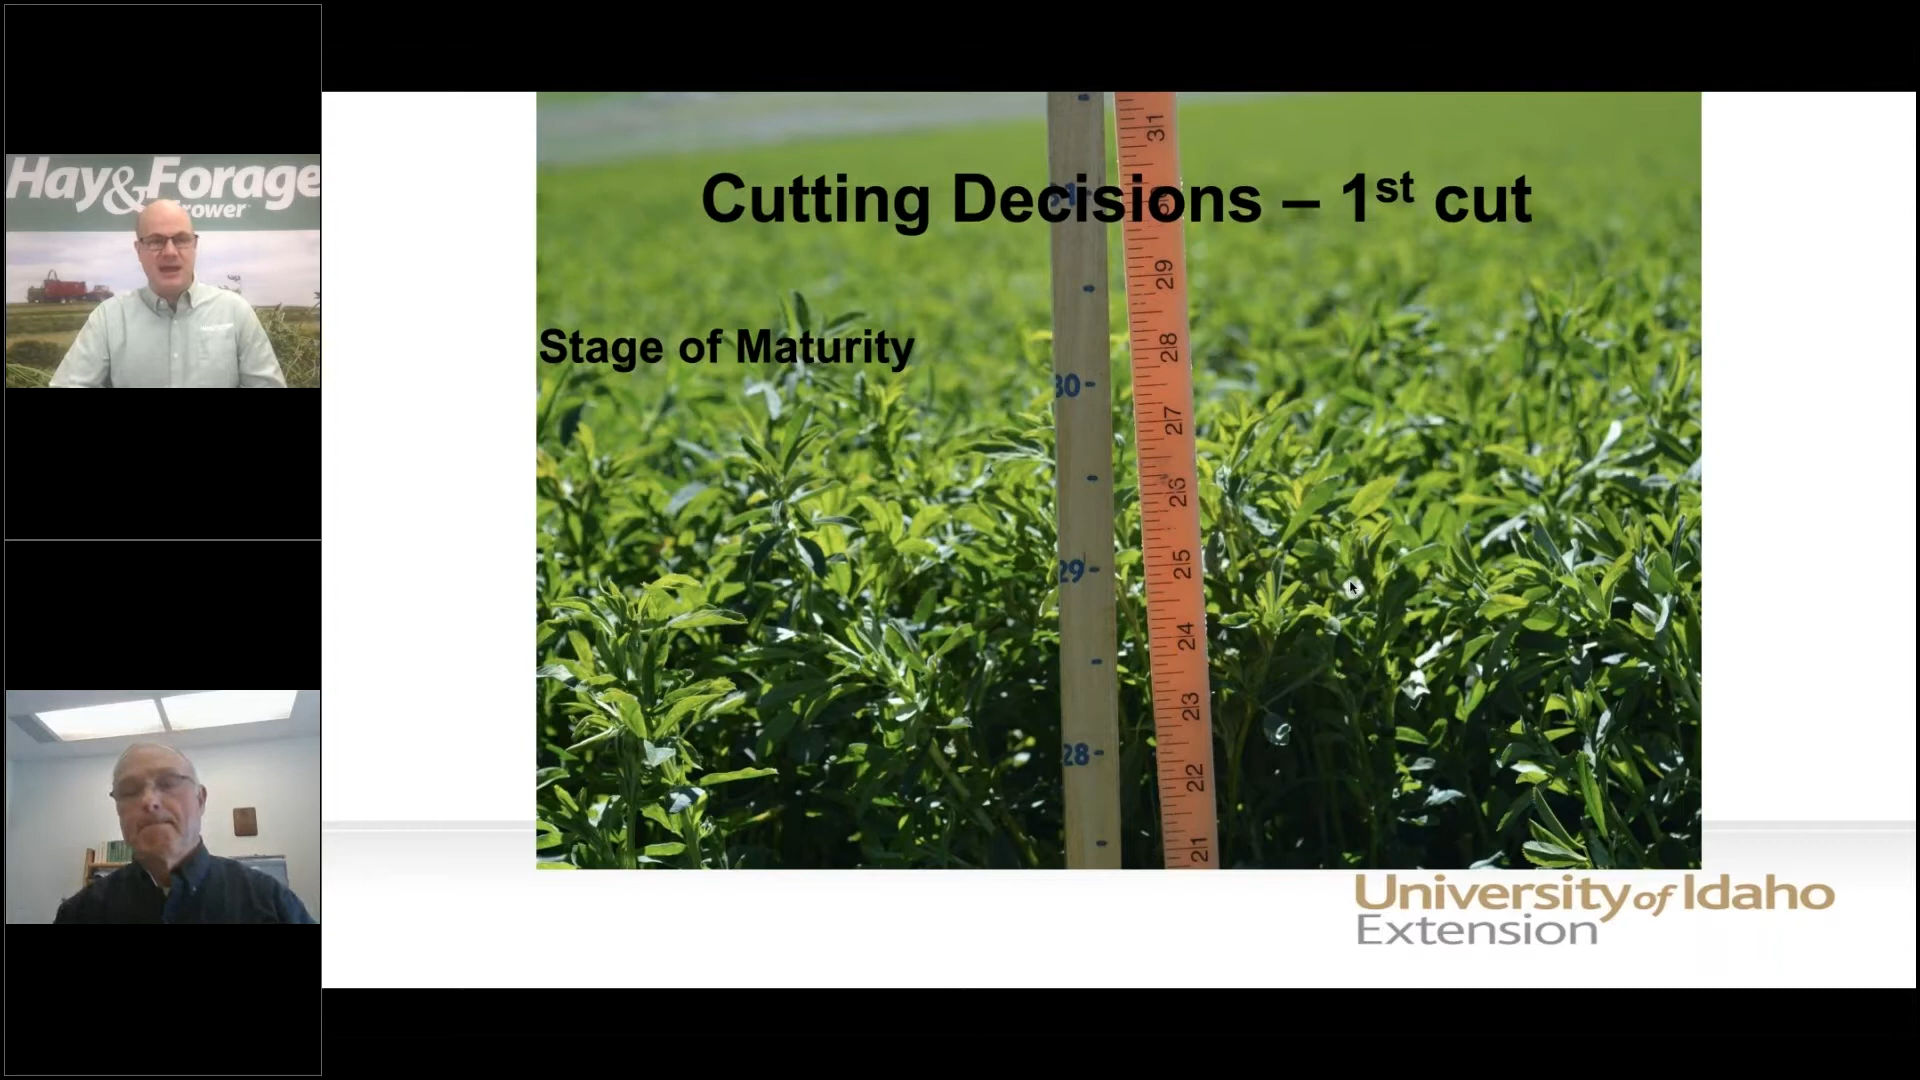 Hay&Forage
Grower
Cutting Decisions – 1st cut
Stage of Maturity
31
30
29
28
31
29
28
27
26
25
24
23
22
21
University of Idaho
Extension